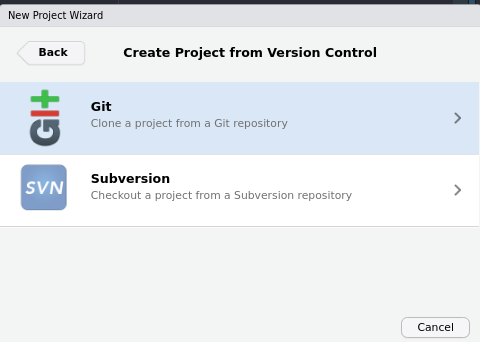 New Project Wizard
Back
Create Project from Version Control
Git
Git
Clone a project from a Git repository
SVN
Subversion
Checkout a project from a Subversion repository
Cancel